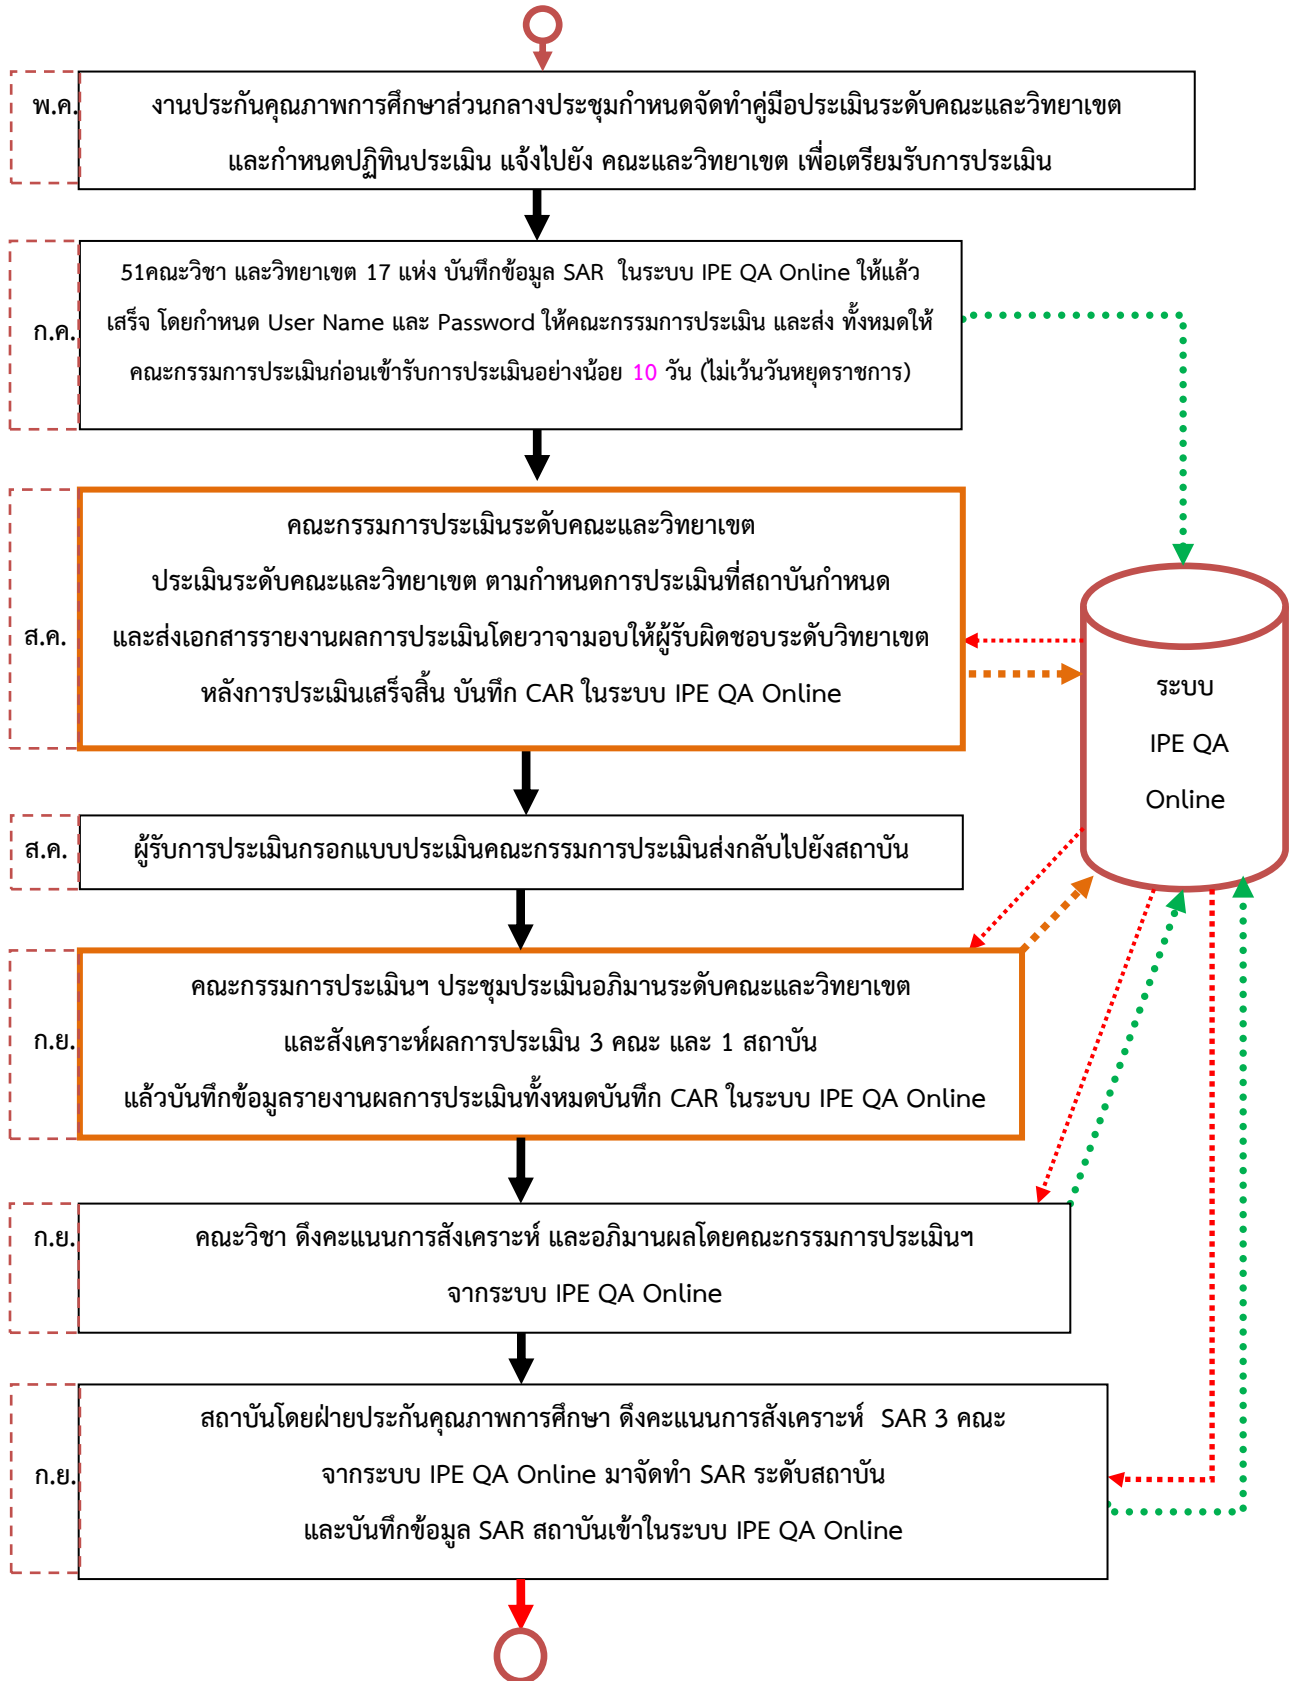 พ.ค.
งานประกันคุณภาพการศึกษาส่วนกลางประชุมกำหนดจัดทำคู่มือประเมินระดับคณะและวิทยาเขต
และกำหนดปฏิทินประเมิน แจ้งไปยัง คณะและวิทยาเขต เพื่อเตรียมรับการประเมิน
ก.ค.
51คณะวิชา และวิทยาเขต 17 แห่ง บันทึกข้อมูล SAR ในระบบ IPE QA Online ให้แล้ว
เสร็จ โดยกำหนด User Name และ Password ให้คณะกรรมการประเมิน และส่ง ทั้งหมดให้
คณะกรรมการประเมินก่อนเข้ารับการประเมินอย่างน้อย 10 วัน (ไม่เว้นวันหยุดราชการ)
ส.ค.
คณะกรรมการประเมินระดับคณะและวิทยาเขต
ประเมินระดับคณะและวิทยาเขต ตามกำหนดการประเมินที่สถาบันกำหนด
และส่งเอกสารรายงานผลการประเมินโดยวาจามอบให้ผู้รับผิดชอบระดับวิทยาเขต
หลังการประเมินเสร็จสิ้น บันทึก CAR ในระบบ IPE QA Online
ระบบ
IPE QA
Online
ส.ค.
ผู้รับการประเมินกรอกแบบประเมินคณะกรรมการประเมินส่งกลับไปยังสถาบัน
ก.ย.
คณะกรรมการประเมินฯ ประชุมประเมินอภิมานระดับคณะและวิทยาเขต
และสังเคราะห์ผลการประเมิน 3 คณะ และ 1 สถาบัน
แล้วบันทึกข้อมูลรายงานผลการประเมินทั้งหมดบันทึก CAR ในระบบ IPE QA Online
ก.ย.
คณะวิชา ดึงคะแนนการสังเคราะห์ และอภิมานผลโดยคณะกรรมการประเมินฯ
จากระบบ IPE QA Online
ก.ย.
สถาบันโดยฝ่ายประกันคุณภาพการศึกษา ดึงคะแนนการสังเคราะห์ SAR 3 คณะ
จากระบบ IPE QA Online มาจัดทำ SAR ระดับสถาบัน
และบันทึกข้อมูล SAR สถาบันเข้าในระบบ IPE QA Online